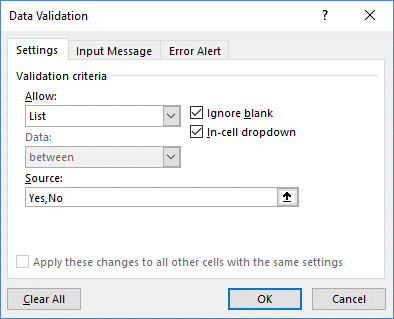 Data Validation
Settings Input Message Error Alert
Validation criteria
Allow:
List
Ignore blank
In-cell dropdown
Data:
between
Source:
Yes,No
Apply these changes to all other cells with the same settings
Clear All OK Cancel